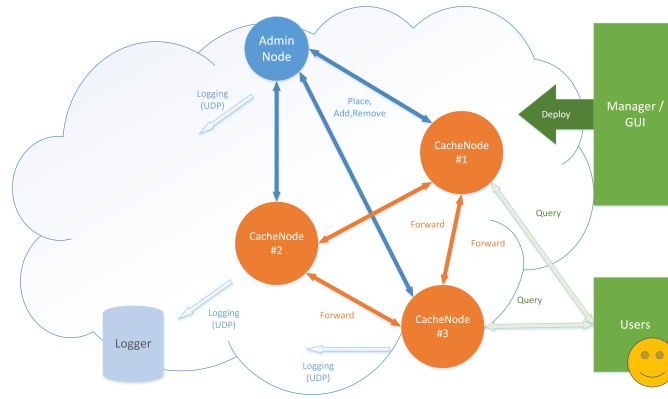 Admin
Node
Logging
(UDP)
Place,
Add,Remove
Deploy
Manager /
GUI
CacheNode
#1
Query
Forward
Forward
CacheNode
#2
Query
Logging
(UDP)
Forward
CacheNode
#3
Users
Logger
Logging
(UDP)